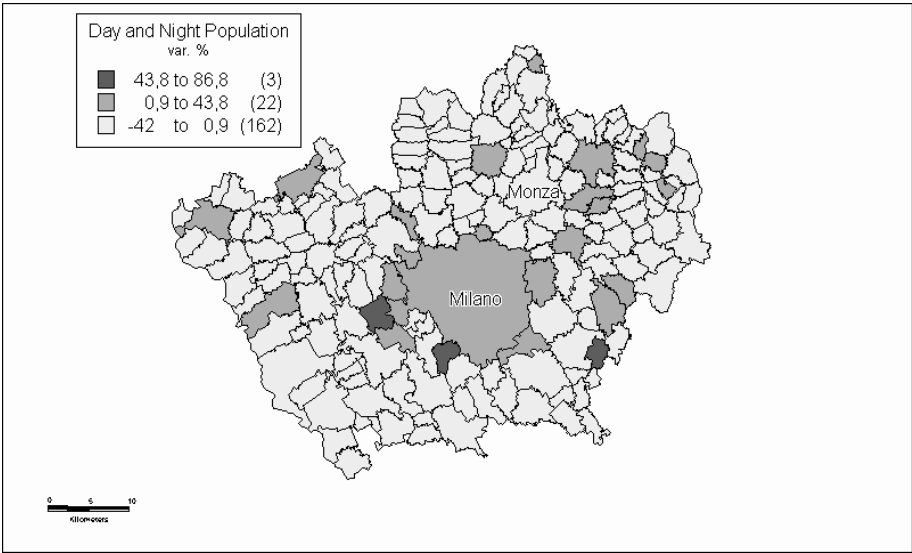 Day and Night Population
var. %
43,8 to 86,8 (3)
0,9 to 43,8 (22)
-42 to 0,9 (162)
Monza
Milano
0 5 10
Kilometers